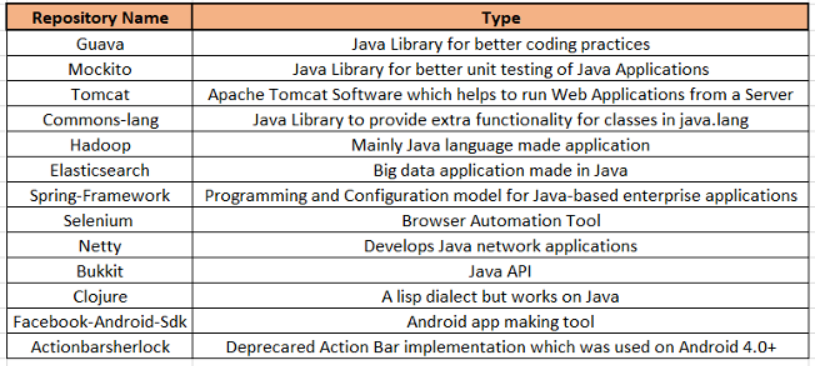 Repository Name Type
Guava Java Library for better coding practices
Mockito Java Library for better unit testing of Java Applications
Tomcat Apache Tomcat Software which helps to run Web Applications from a Server
Commons-lang Java Library to provide extra functionality for classes in java.lang
Hadoop Mainly Java language made application
Elasticsearch Big data application made in Java
Spring-Framework Programming and Configuration model for Java-based enterprise applications
Selenium Browser Automation Tool
Netty Develops Java network applications
Bukkit Java API
Clojure A lisp dialect but works on Java
Facebook-Android-Sdk Android app making tool
Actionbarsherlock Deprecared Action Bar implementation which was used on Android 4.0+